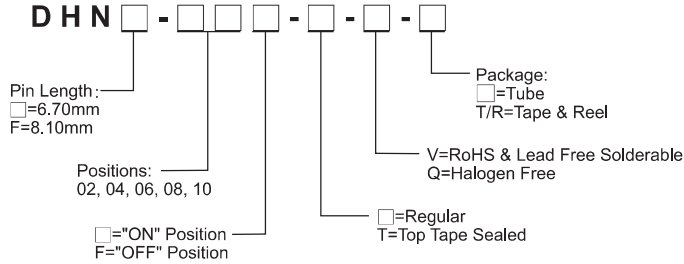 DHN□-□□□-□-□-□
Pin Length:
□=6.70mm
F=8.10mm
Package:
□=Tube
T/R=Tape & Reel
Positions:
02, 04, 06, 08, 10
V=RoHS & Lead Free Solderable
Q=Halogen Free
□="ON" Position
F="OFF" Position
□=Regular
T=Top Tape Sealed